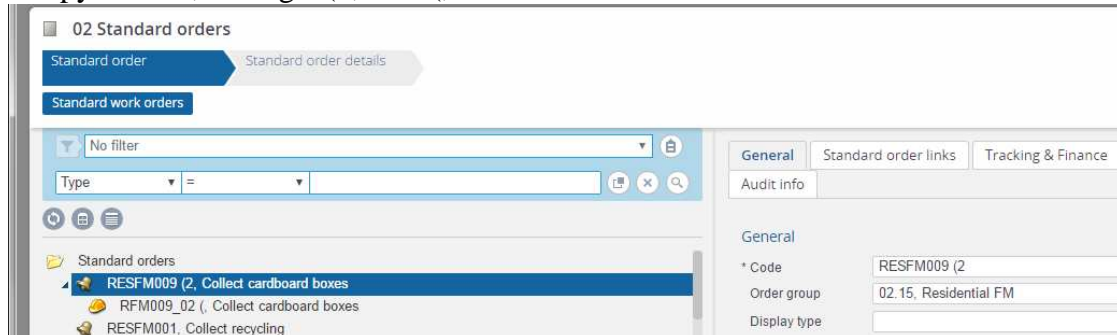 02 Standard orders
Standard order
Standard order details
Standard work orders
No filter
Type = 
General Standard order links Tracking & Finance
Audit info
Standard orders
RESFM009 (2, Collect cardboard boxes
RFM009_02 (, Collect cardboard boxes
RESFM001, Collect recycling
General
* Code RESFM009 (2
Order group 02.15, Residential FM
Display type